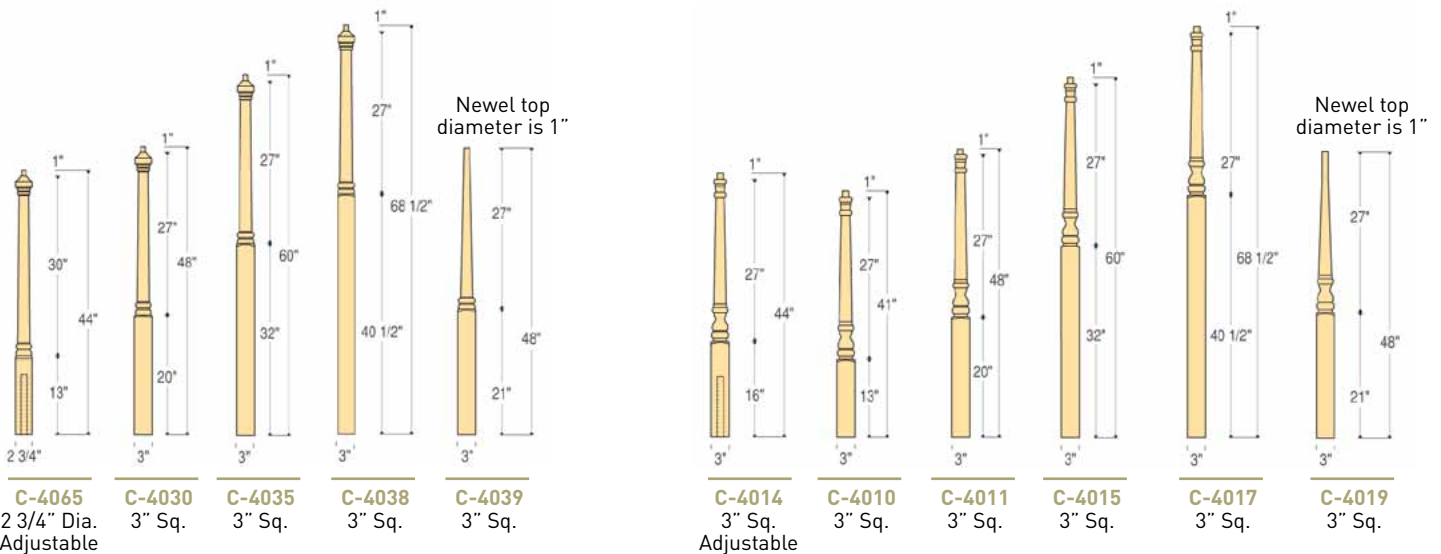 1"
30"
44"
13"
2 3/4"
C-4065
2 3/4” Dia.
Adjustable
1"
27"
48"
20"
3"
C-4030
3” Sq.
1"
27"
60"
32"
3"
C-4035
3” Sq.
1"
27"
68 1/2"
40 1/2"
3"
C-4038
3” Sq.
Newel top
diameter is 1”
27"
48"
21"
3"
C-4039
3” Sq.
1"
27"
44"
16"
3"
C-4014
3” Sq.
Adjustable
1"
27"
41"
13"
3"
C-4010
3” Sq.
1"
27"
48"
20"
3"
C-4011
3” Sq.
1"
27"
60"
32"
3"
C-4015
3” Sq.
1"
27"
68 1/2"
40 1/2"
3"
C-4017
3” Sq.
Newel top
diameter is 1”
27"
48"
21"
3"
C-4019
3” Sq.